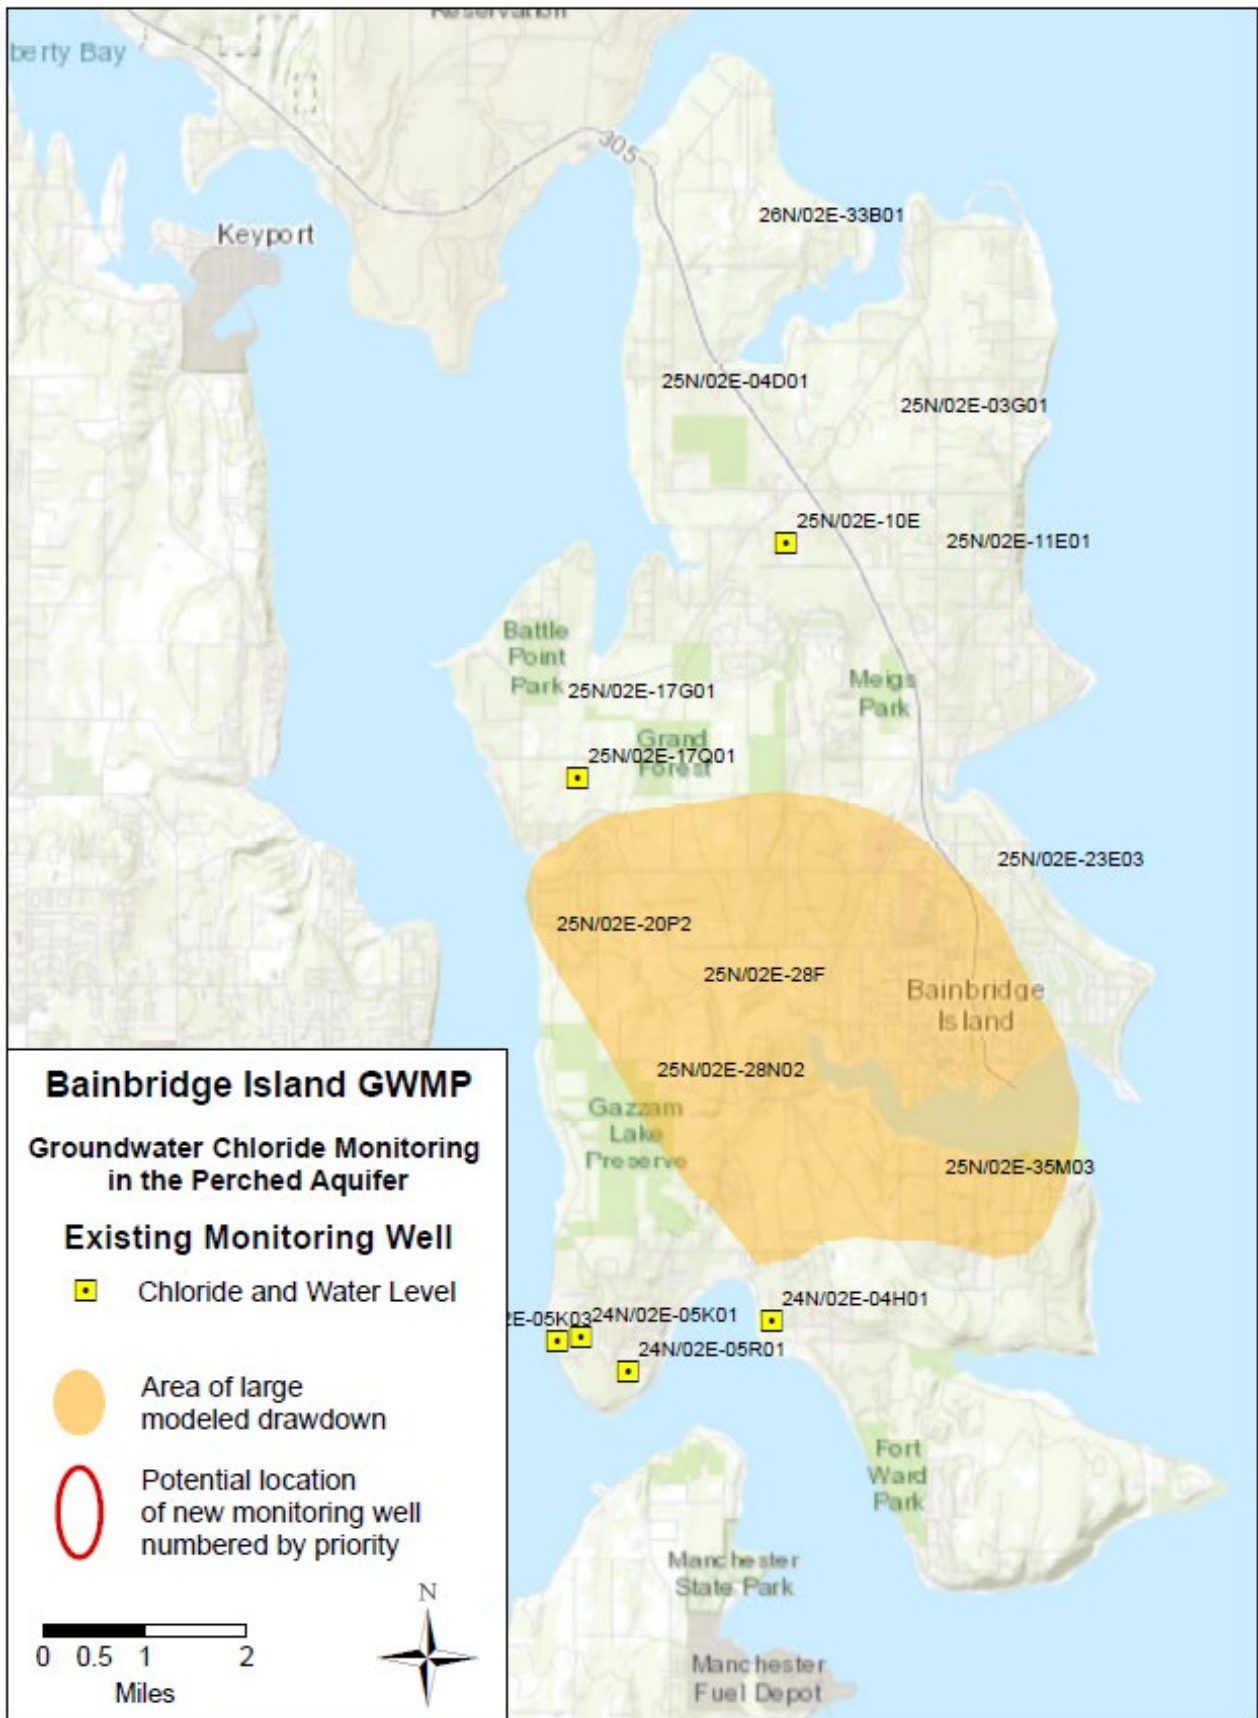 Reservation
berty Bay
305
Keyport
26N/02E-33B01
25N/02E-04D01
25N/02E-03G01
25N/02E-10E
25N/02E-11E01
Battle
Point
Park
Meigs
Park
25N/02E-17G01
Grand
Forest
25N/02E-17Q01
25N/02E-23E03
25N/02E-20P2
25N/02E-28F
Bainbridge
Island
25N/02E-28N02
Gazzam
Lake
Preserve
25N/02E-35M03
24N/02E-04H01
2E-05K03
24N/02E-05K01
24N/02E-05R01
Fort
Ward
Park
Manchester
State Park
Manchester
Fuel Depot
Bainbridge Island GWMP
Groundwater Chloride Monitoring
in the Perched Aquifer
Existing Monitoring Well
Chloride and Water Level
Area of large
modeled drawdown
Potential location
of new monitoring well
numbered by priority
N
0 0.5 1 2
Miles